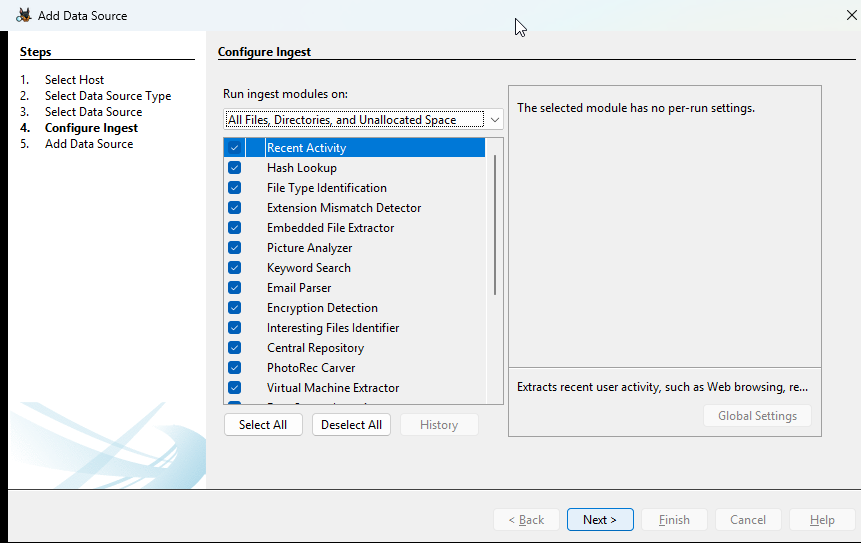 Add Data Source
Steps
1. Select Host
2. Select Data Source Type
3. Select Data Source
4. Configure Ingest
5. Add Data Source
Configure Ingest
Run ingest modules on:
All Files, Directories, and Unallocated Space
Recent Activity
Hash Lookup
File Type Identification
Extension Mismatch Detector
Embedded File Extractor
Picture Analyzer
Keyword Search
Email Parser
Encryption Detection
Interesting Files Identifier
Central Repository
PhotoRec Carver
Virtual Machine Extractor
Select All
Deselect All
History
The selected module has no per-run settings.
Extracts recent user activity, such as Web browsing, re...
Global Settings
< Back
Next >
Finish
Cancel
Help